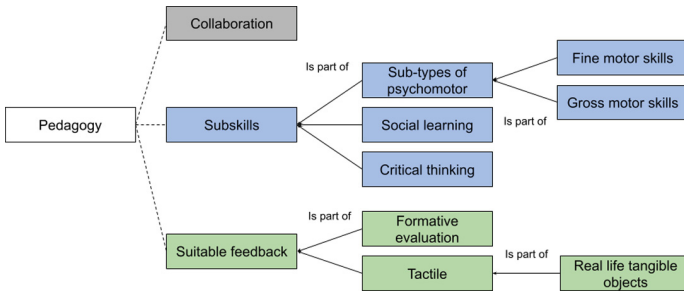 Collaboration
Is part of
Sub-types of
psychomotor
Fine motor skills
Gross motor skills
Pedagogy
Subskills
Social learning
Is part of
Critical thinking
Is part of
Formative
evaluation
Suitable feedback
Tactile
Is part of
Real life tangible
objects